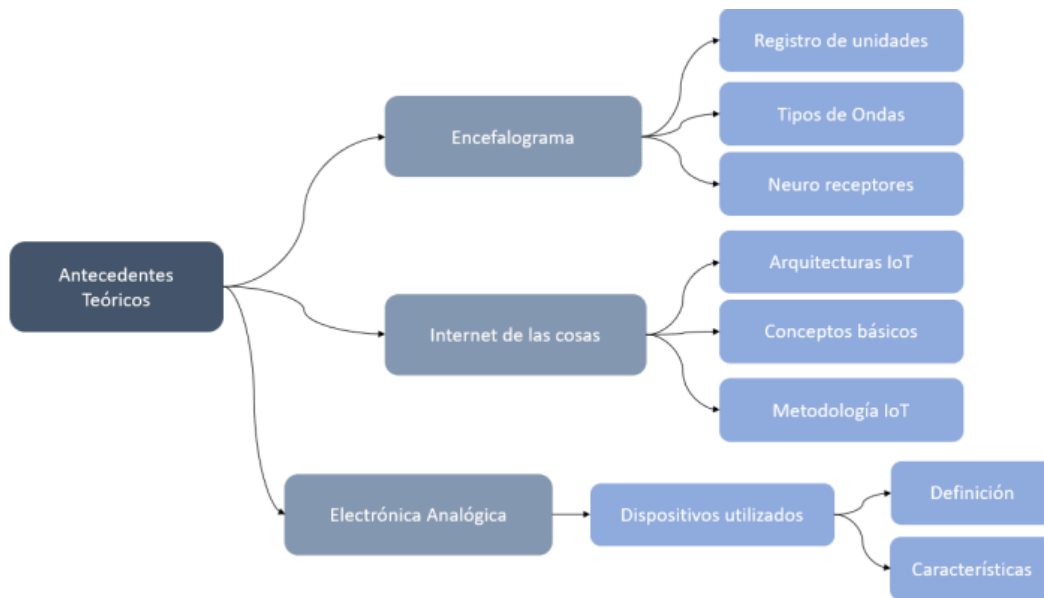 Antecedentes
Teóricos
Encefalograma
Registro de unidades
Tipos de Ondas
Neuro receptores
Internet de las cosas
Arquitecturas IoT
Conceptos básicos
Metodología IoT
Electrónica Analógica
Dispositivos utilizados
Definición
Características